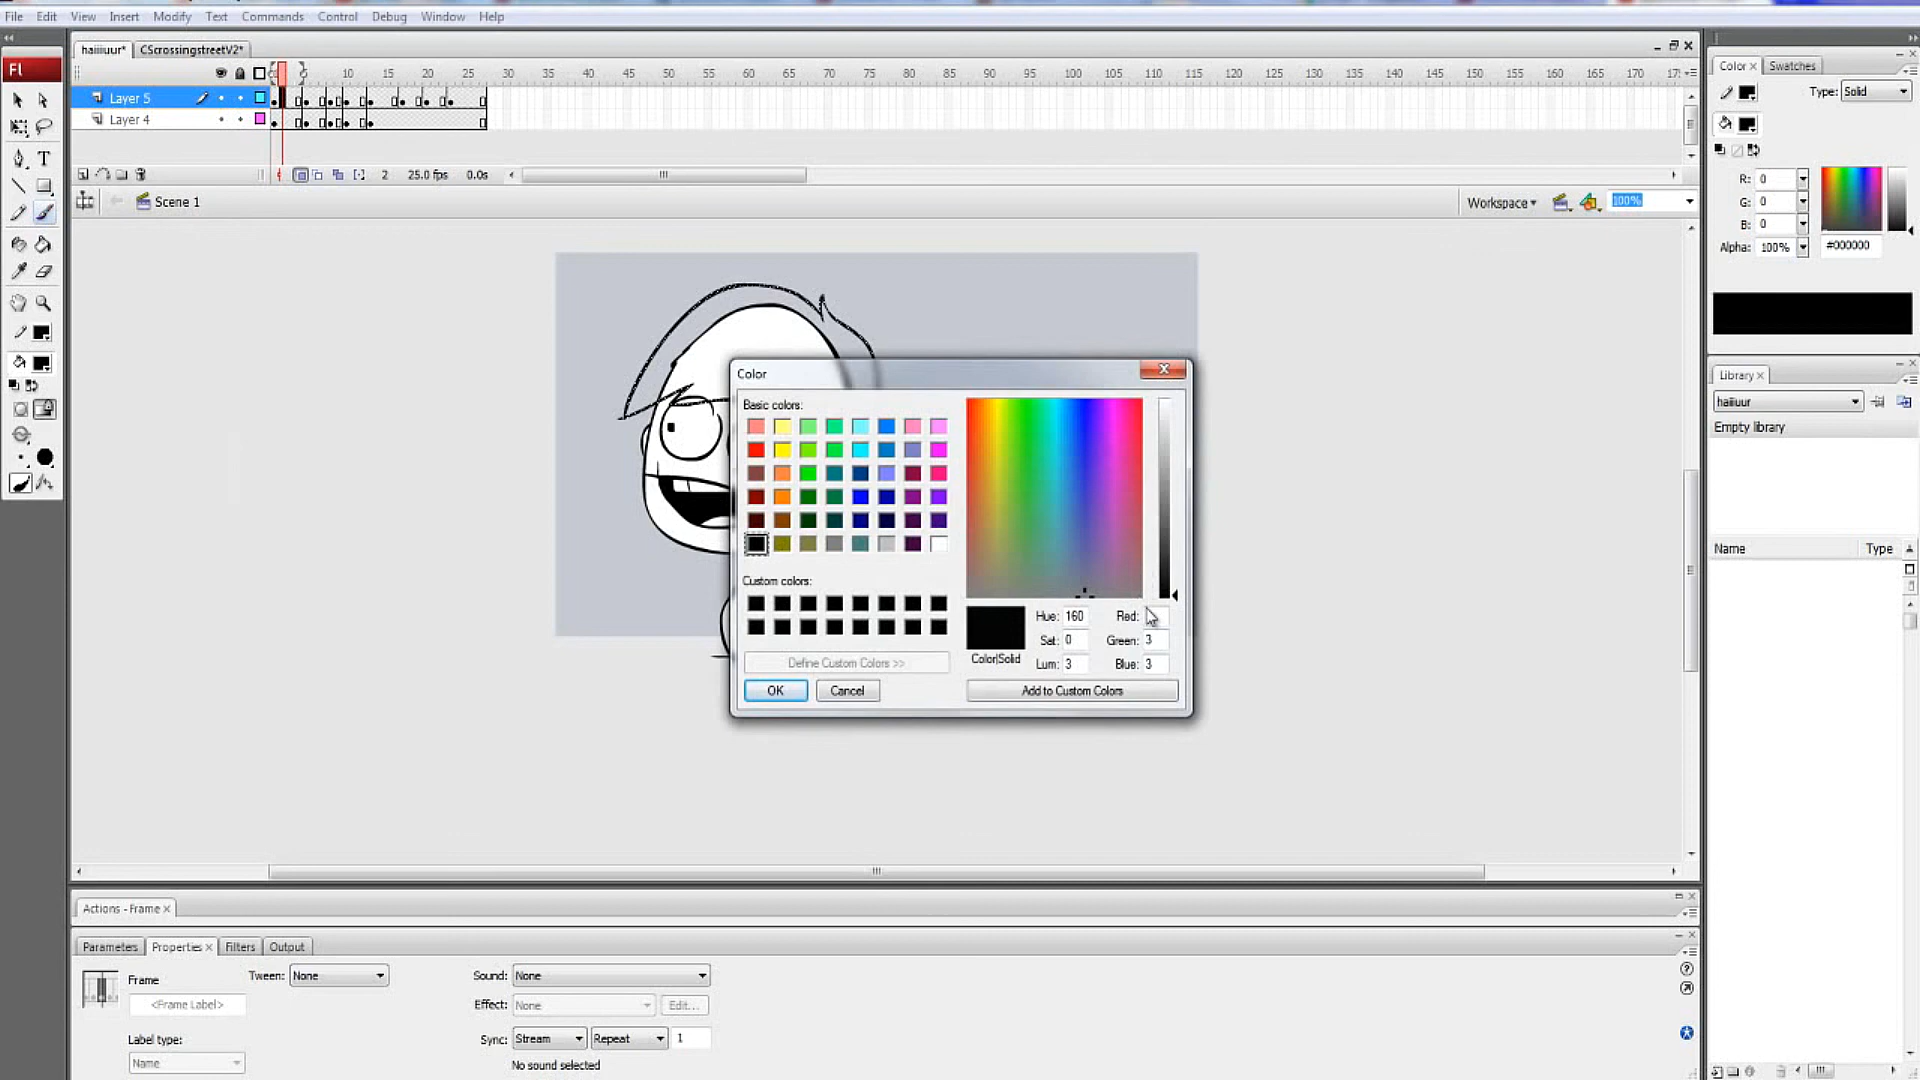 File Edit View Insert Modify Text Commands Control Debug Window Help
haiiiuur* CScrossingstreetV2*
Fl
5 10 15 20 25 30 35 40 45 50 55 60 65 70 75 80 85 90 95 100 105 110 115 120 125 130 135 140 145 150 155 160 165 170
Layer 5
Layer 4
2 25.0 fps 0.0s
Scene 1
Workspace 100%
Color Swatches
Type: Solid
R: 0
G: 0
B: 0
Alpha: 100% #000000
Library
haiiuur
Empty library
Name Type
Color
Basic colors:
Custom colors:
Define Custom Colors >>
OK Cancel
Color|Solid
Hue: 160 Red:
Sat: 0 Green: 3
Lum: 3 Blue: 3
Add to Custom Colors
Actions - Frame
Parameters Properties Filters Output
Frame
<Frame Label>
Label type:
Name
Tween: None
Sound: None
Effect: None Edit...
Sync: Stream Repeat 1
No sound selected